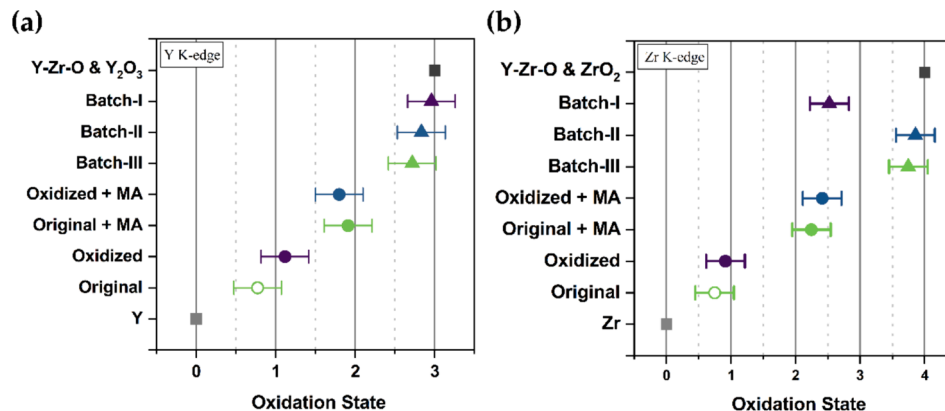 (a)
Y K-edge
Y-Zr-O & Y₂O₃
Batch-I
Batch-II
Batch-III
Oxidized + MA
Original + MA
Oxidized
Original
Y
0 1 2 3
Oxidation State
(b)
Zr K-edge
Y-Zr-O & ZrO₂
Batch-I
Batch-II
Batch-III
Oxidized + MA
Original + MA
Oxidized
Original
Zr
0 1 2 3 4
Oxidation State